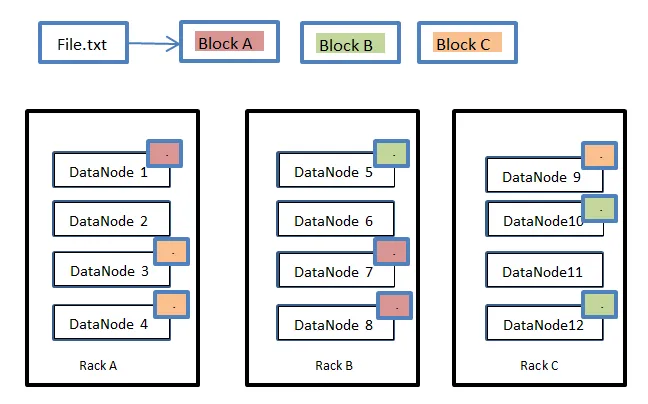 File.txt
Block A
Block B
Block C
DataNode 1
DataNode 2
DataNode 3
DataNode 4
Rack A
DataNode 5
DataNode 6
DataNode 7
DataNode 8
Rack B
DataNode 9
DataNode10
DataNode11
DataNode12
Rack C